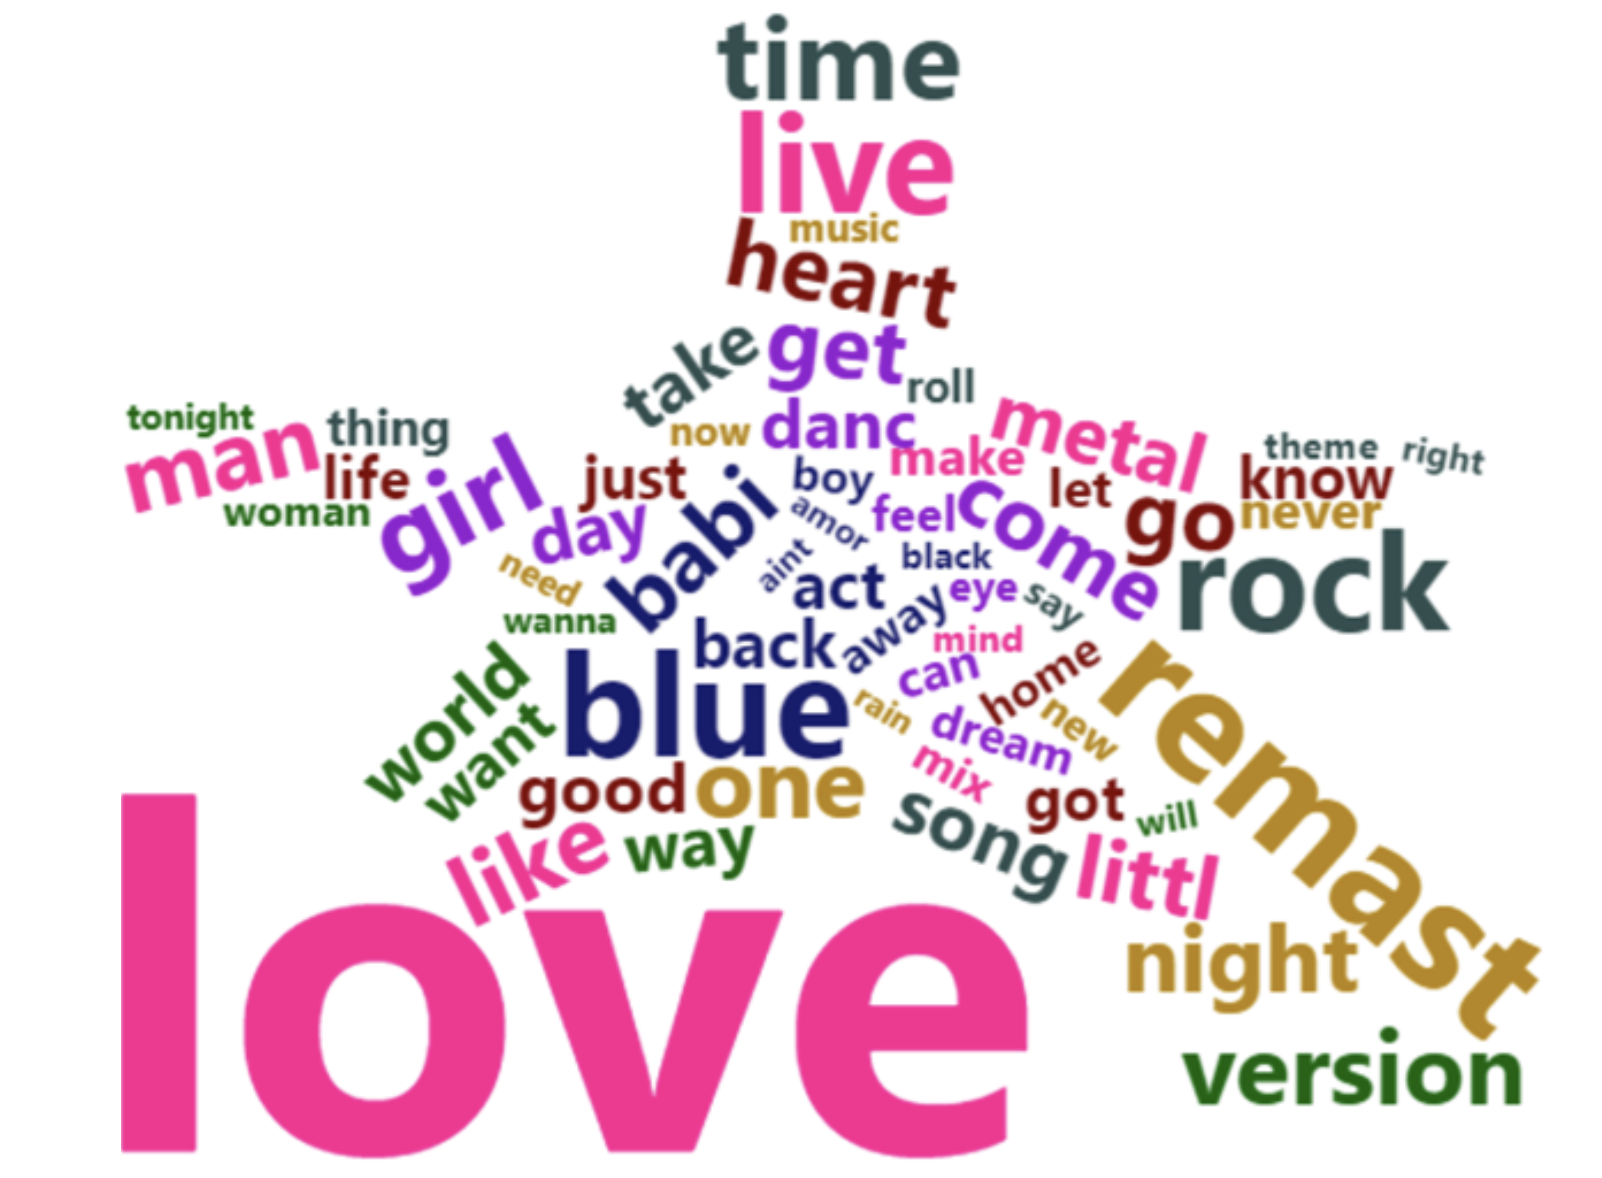 time
live
music
heart
take
get
roll
tonight
thing
man
life
woman
girl
now
danc
metal
make
theme
right
know
never
let
go
just
boy
day
babi
amor
feel
come
need
aint
black
act
eye
say
rock
wanna
away
mind
back
can
home
world
want
blue
rain
dream
new
remast
good
one
mix
got
will
like
way
song
littl
night
love
version